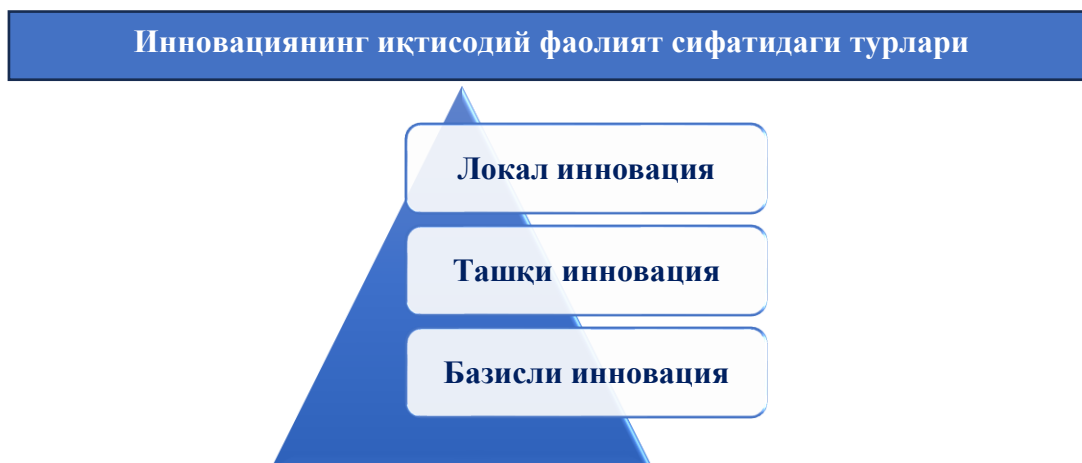 Инновациянинг иқтисодий фаолият сифатидаги турлари
Локал инновация
Ташқи инновация
Базисли инновация